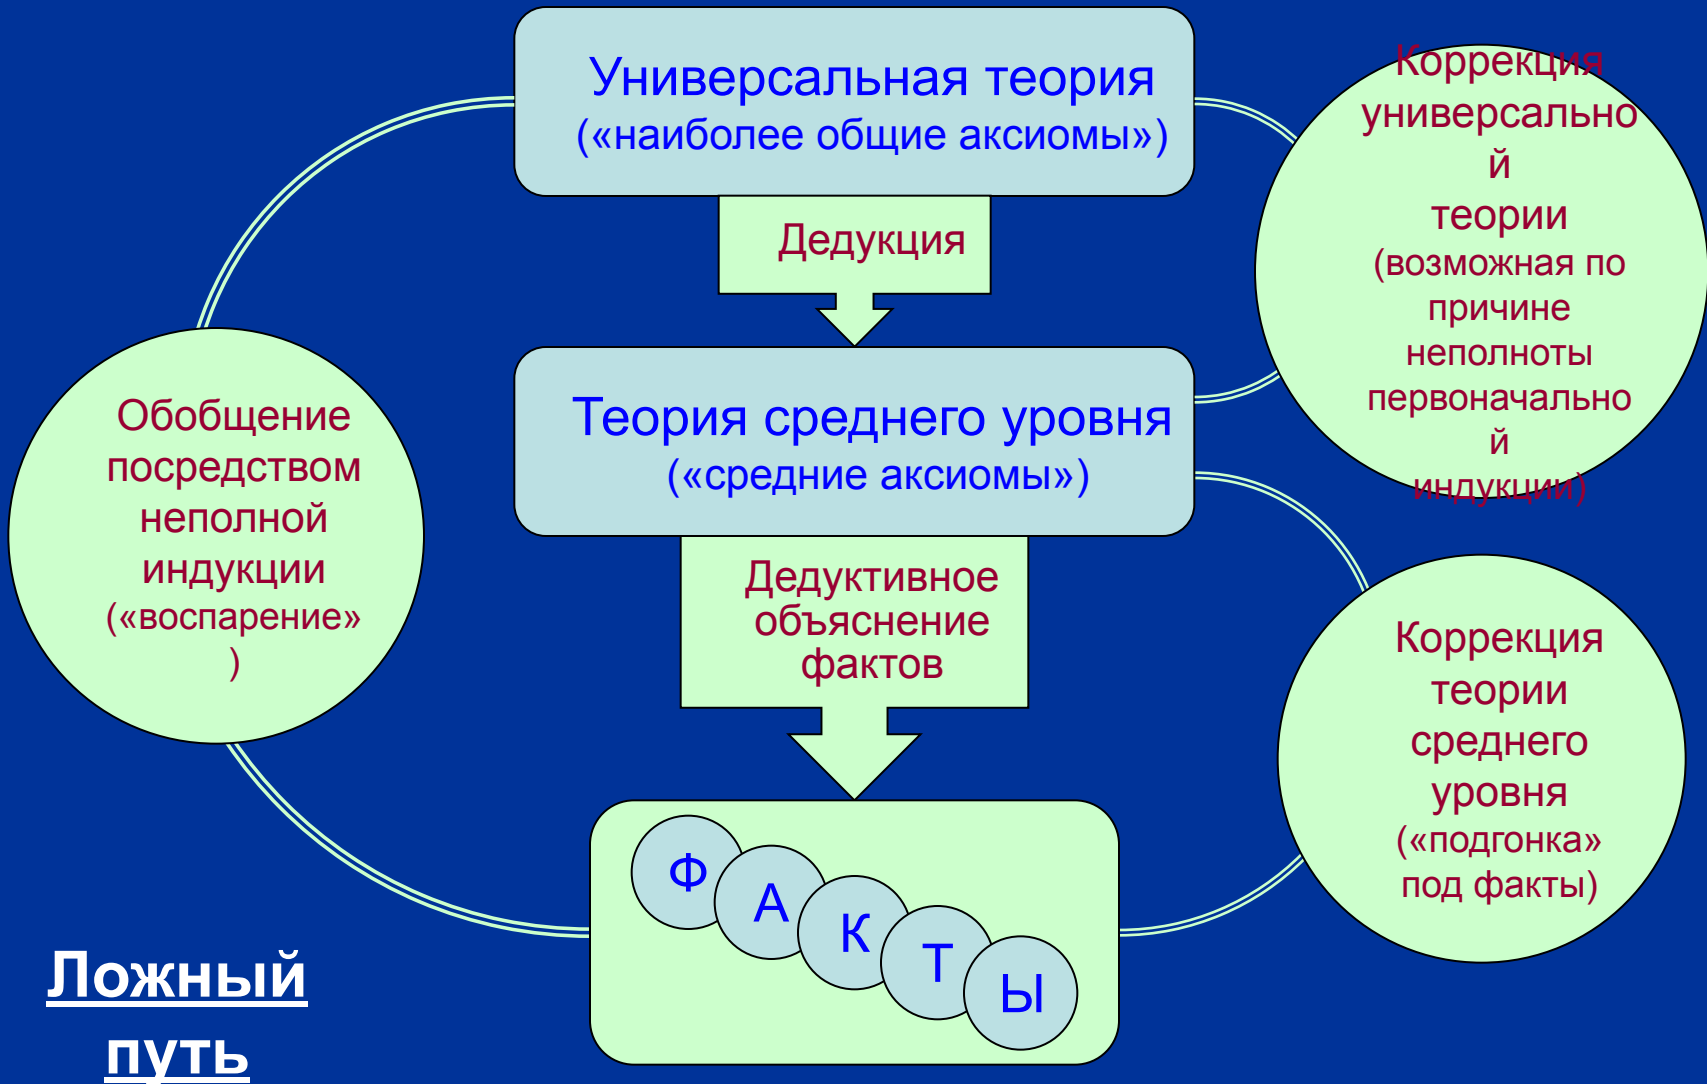 Универсальная теория
(«наиболее общие аксиомы»)
Дедукция
Теория среднего уровня
(«средние аксиомы»)
Дедуктивное
объяснение
фактов
Ф
А
К
Т
Ы
Обобщение
посредством
неполной
индукции
(«воспарение»
)
Коррекция
универсально
й
теории
(возможная по
причине
неполноты
первоначально
й
индукции)
Коррекция
теории
среднего
уровня
(«подгонка»
под факты)
Ложный
путь